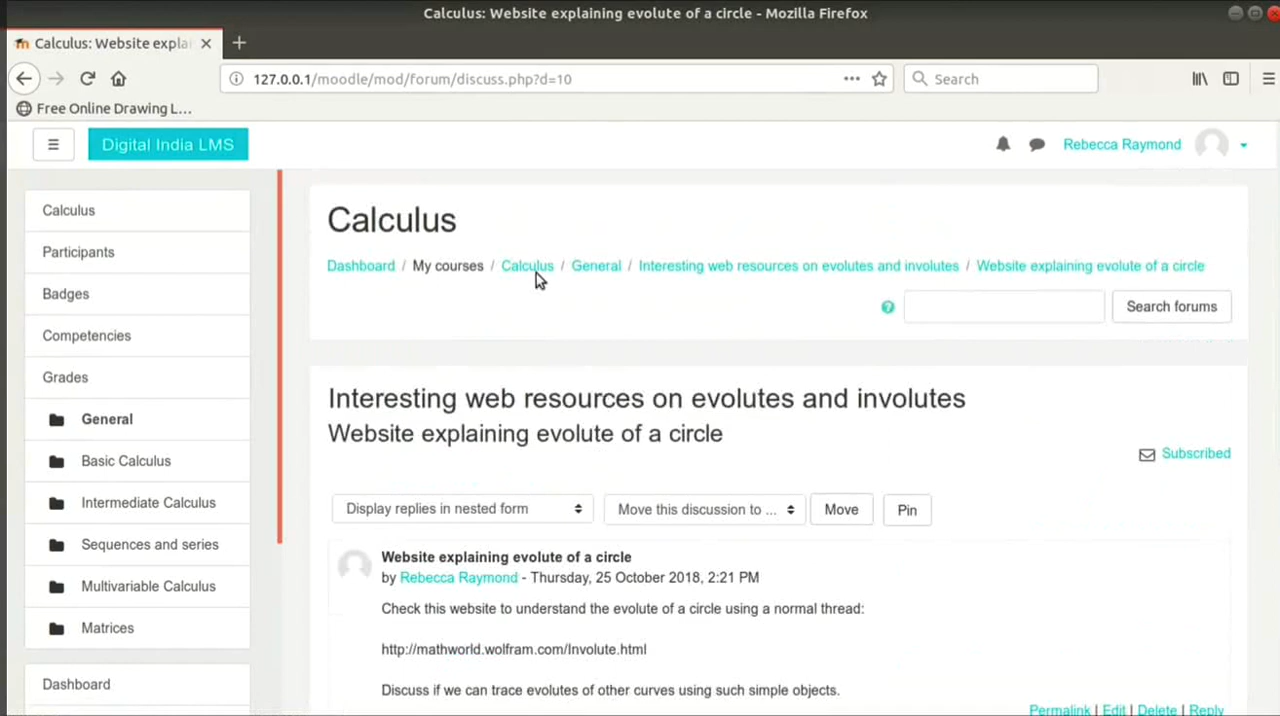 Calculus: Website explaining evolute of a circle - Mozilla Firefox
Calculus: Website expla
127.0.0.1/moodle/mod/forum/discuss.php?d=10
Search
Free Online Drawing L...
Digital India LMS
Rebecca Raymond
Calculus
Participants
Badges
Competencies
Grades
General
Basic Calculus
Intermediate Calculus
Sequences and series
Multivariable Calculus
Matrices
Dashboard
Calculus
Dashboard / My courses / Calculus / General / Interesting web resources on evolutes and involutes / Website explaining evolute of a circle
Search forums
Interesting web resources on evolutes and involutes
Website explaining evolute of a circle
Subscribed
Display replies in nested form
Move this discussion to ...
Move
Pin
Website explaining evolute of a circle
by Rebecca Raymond - Thursday, 25 October 2018, 2:21 PM
Check this website to understand the evolute of a circle using a normal thread:
http://mathworld.wolfram.com/Involute.html
Discuss if we can trace evolutes of other curves using such simple objects.
Permalink | Edit | Delete | Reply